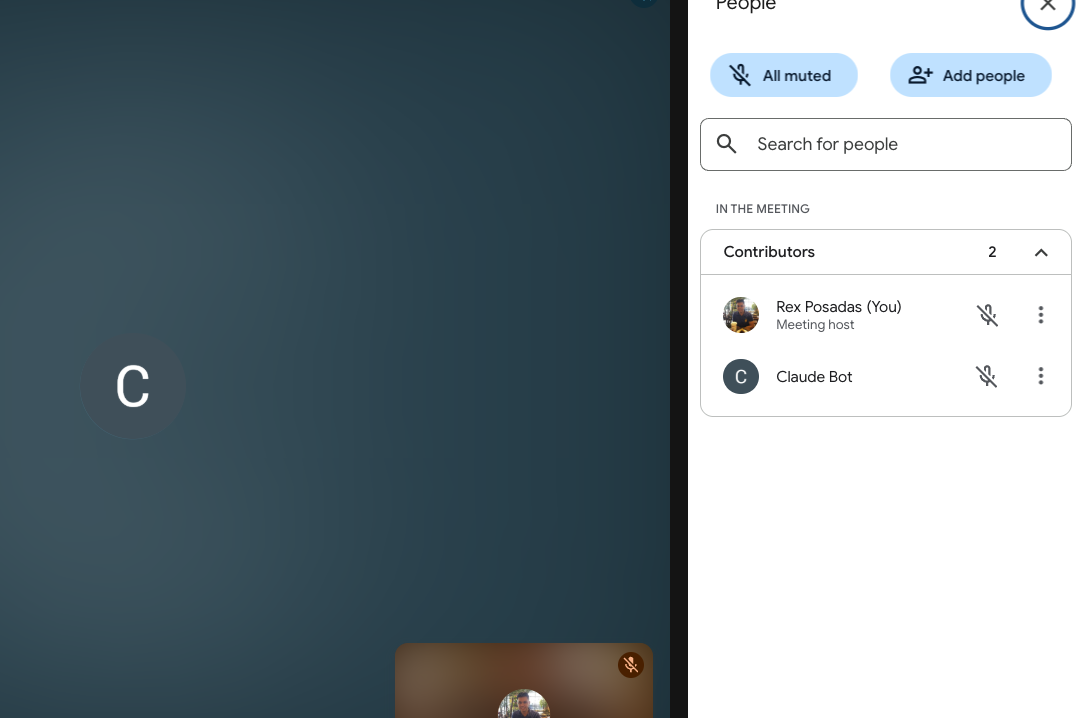 People
All muted
Add people
Search for people
IN THE MEETING
Contributors 2
Rex Posadas (You)
Meeting host
C
Claude Bot
C